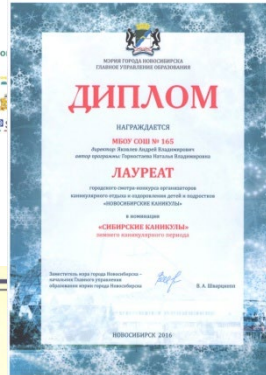 МЭРИЯ ГОРОДА НОВОСИБИРСКА
ГЛАВНОЕ УПРАВЛЕНИЕ ОБРАЗОВАНИЯ
ДИПЛОМ
НАГРАЖДАЕТСЯ
МБОУ СОШ № 165
директор: Яковлев Андрей Владимирович
автор программы: Наталья Владимировна
ЛАУРЕАТ
городского смотра-конкурса организаторов
каникулярного отдыха и оздоровления детей и подростков
«НОВОСИБИРСКИЕ КАНИКУЛЫ»
в номинации
«СИБИРСКИЕ КАНИКУЛЫ»
зимнего каникулярного периода
Заместитель мэра города Новосибирска –
начальник Главного управления
образования мэрии города Новосибирска
В.А. Шварцкопп
НОВОСИБИРСК 2016